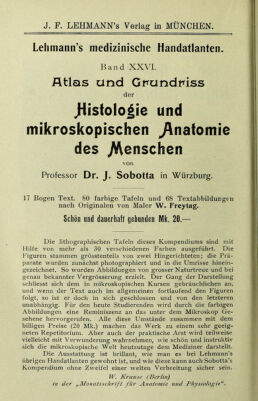 J. F. LEHMANN's Verlag in MÜNCHEN.
Lehmann's medizinische Handatlanten.
Band XXVI.
Atlas und Grundriss
der
Histologie und
mikroskopischen Anatomie
des Menschen
von
Professor Dr. J. Sobotta in Würzburg.
17 Bogen Text. 80 farbige Tafeln und 68 Textabbildungen
nach Originalen von Maler W. Freytag.
Schön und dauerhaft gebunden Mk. 20.—
Die lithographischen Tafeln dieses Kompendiums sind mit
Hilfe von mehr als 30 verschiedenen Farben ausgeführt. Die
Figuren stammen grösstenteils von zwei Hingerichteten; die Prä-
parate wurden zunächst photographiert und in die Umrisse hinein-
gezeichnet. So wurden Abbildungen von grosser Naturtreue und bei
genau bekannter Vergrösserung erzielt. Der Gang der Darstellung
schliesst sich dem in mikroskopischen Kursen gebräuchlichen an,
und wenn der Text auch im allgemeinen fortlaufend den Figuren
folgt, so ist er doch in sich geschlossen und von den letzteren
unabhängig. Für den heute Studierenden wird durch die farbigen
Abbildungen eine Reminiszenz an das unter dem Mikroskop Ge-
sehene hervorgerufen. Alle diese Umstände zusammen mit dem
billigen Preise (20 Mk.) machen das Werk zu einem sehr geeig-
neten Repetitorium. Aber auch der praktische Arzt wird teilweise
vielleicht mit Verwunderung wahrnehmen, wie schön und instruktiv
sich die mikroskopische Welt heutzutage dem Mediziner darstellt.
Die Ausstattung ist brillant, wie man es bei Lehmann's
übrigen Handatlanten gewohnt ist, und wie diese kann auch Sobotta's
Kompendium ohne Zweifel einer weiten Verbreitung sicher sein.
W. Krause (Berlin)
in der „Monatsschrift für Anatomie und Physiologie".